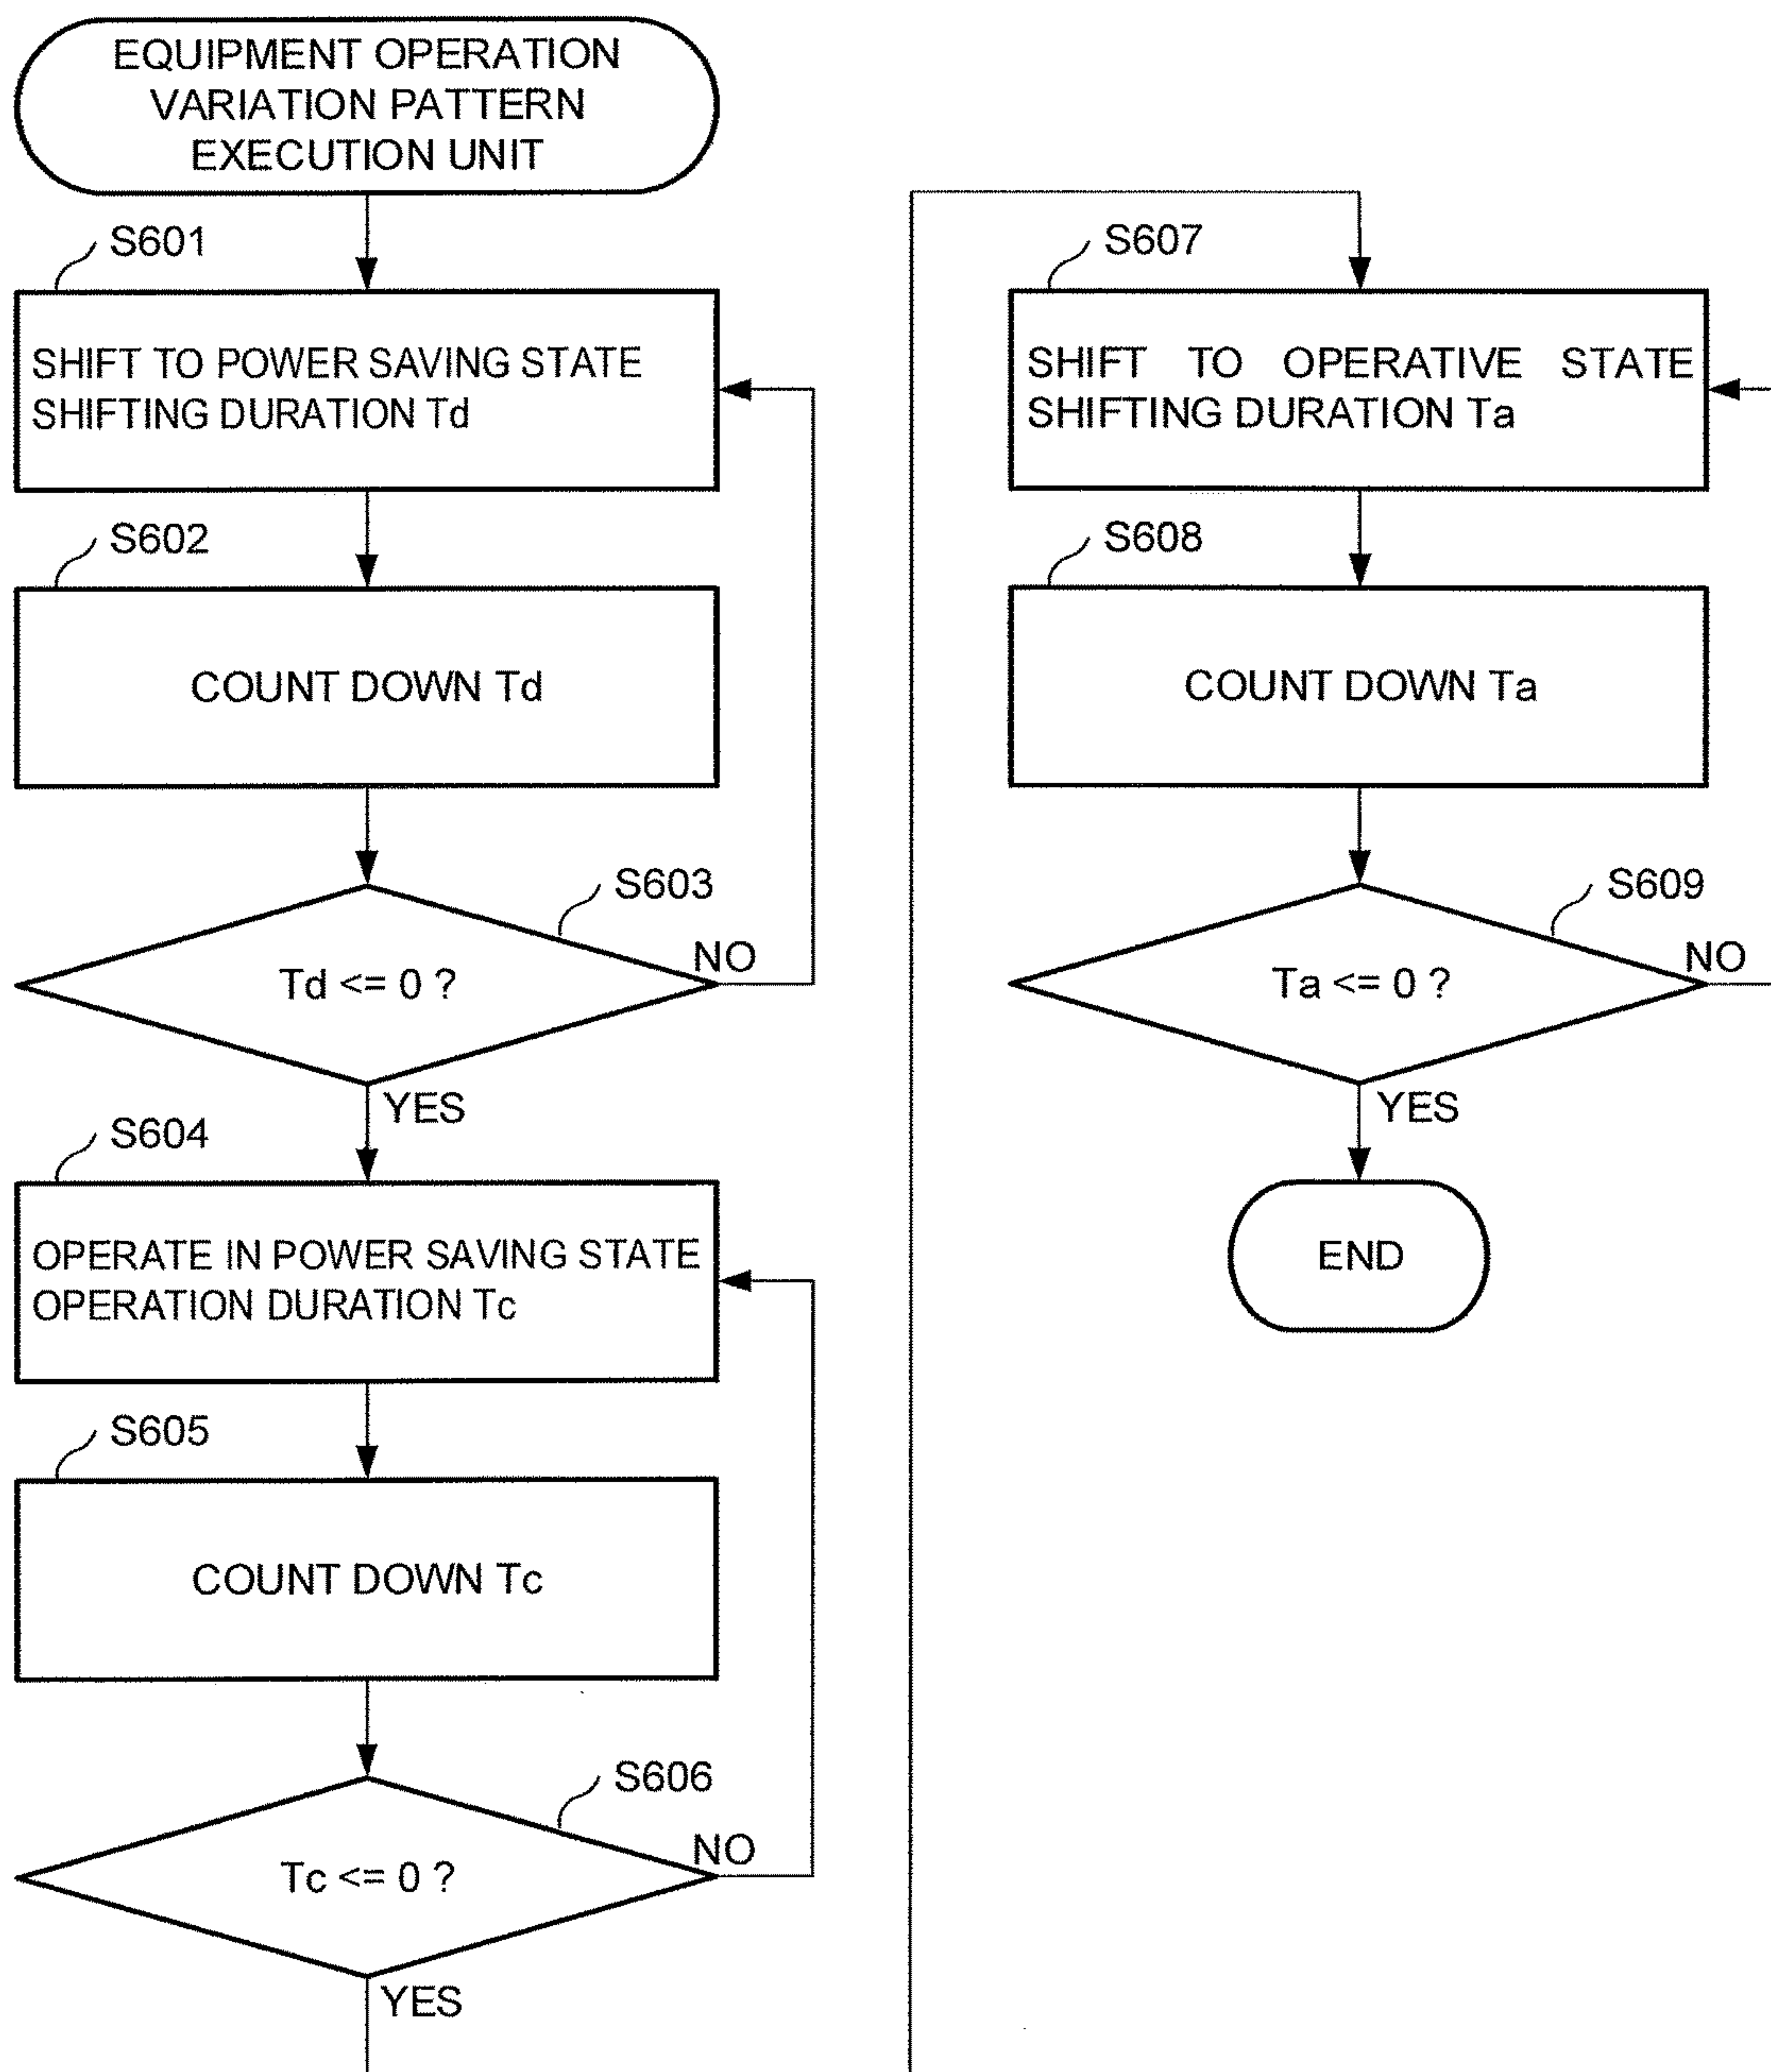 EQUIPMENT OPERATION
VARIATION PATTERN
EXECUTION UNIT
S601
SHIFT TO POWER SAVING STATE
SHIFTING DURATION Td
S602
COUNT DOWN Td
S603
Td <= 0 ?
NO
YES
S604
OPERATE IN POWER SAVING STATE
OPERATION DURATION Tc
S605
COUNT DOWN Tc
S606
Tc <= 0 ?
NO
YES
S607
SHIFT TO OPERATIVE STATE
SHIFTING DURATION Ta
S608
COUNT DOWN Ta
S609
Ta <= 0 ?
NO
YES
END